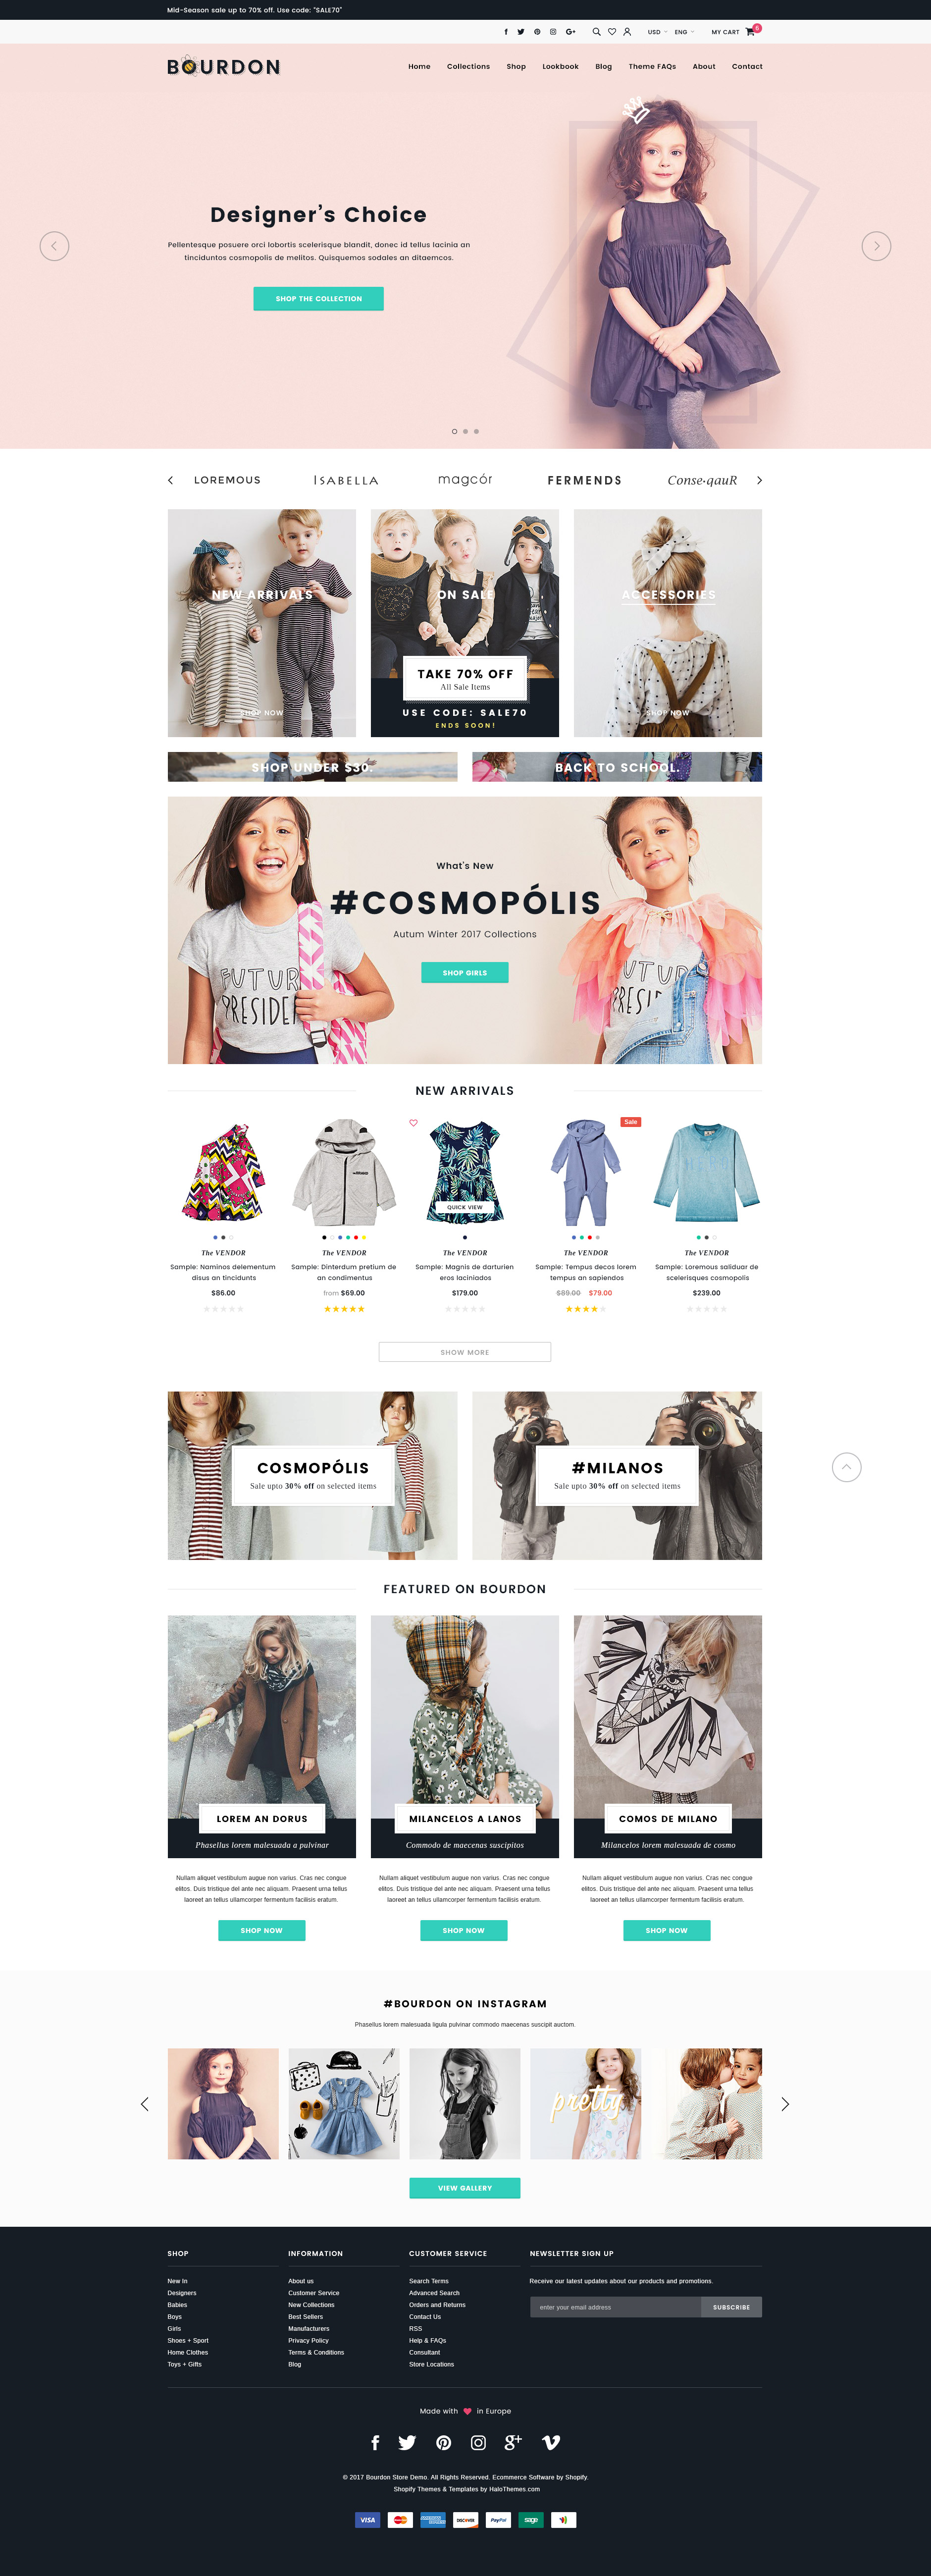 Mid-Season sale up to 70% off. Use code: "SALE70"
USD ENG MY CART 6
BOURDON
Home Collections Shop Lookbook Blog Theme FAQs About Contact
Designer's Choice
Pellentesque posuere orci lobortis scelerisque blandit, donec id tellus lacinia an
tinciduntos cosmopolis de melitos. Quisquemos sodales an ditaemcos.
SHOP THE COLLECTION
LOREMOUS ISABELLA magcór FERMENDS Conse·qauR
NEW ARRIVALS
SHOP NOW
ON SALE
TAKE 70% OFF
All Sale Items
USE CODE: SALE70
ENDS SOON!
ACCESSORIES
SHOP NOW
SHOP UNDER $30.
BACK TO SCHOOL.
What's New
#COSMOPÓLIS
Autum Winter 2017 Collections
SHOP GIRLS
FUTUR
PRESIDE
FUTUR
PRESID
NEW ARRIVALS
The VENDOR
Sample: Naminos delementum
disus an tincidunts
$86.00
The VENDOR
Sample: Dinterdum pretium de
an condimentus
from $69.00
QUICK VIEW
The VENDOR
Sample: Magnis de darturien
eros laciniados
$179.00
Sale
The VENDOR
Sample: Tempus decos lorem
tempus an sapiendos
$89.00 $79.00
The VENDOR
Sample: Loremous saliduar de
scelerisques cosmopolis
$239.00
SHOW MORE
COSMOPÓLIS
Sale upto 30% off on selected items
#MILANOS
Sale upto 30% off on selected items
FEATURED ON BOURDON
LOREM AN DORUS
Phasellus lorem malesuada a pulvinar
Nullam aliquet vestibulum augue non varius. Cras nec congue
elitos. Duis tristique del ante nec aliquam. Praesent urna tellus
laoreet an tellus ullamcorper fermentum facilisis eratum.
SHOP NOW
MILANCELOS A LANOS
Commodo de maecenas suscipitos
Nullam aliquet vestibulum augue non varius. Cras nec congue
elitos. Duis tristique del ante nec aliquam. Praesent urna tellus
laoreet an tellus ullamcorper fermentum facilisis eratum.
SHOP NOW
COMOS DE MILANO
Milancelos lorem malesuada de cosmo
Nullam aliquet vestibulum augue non varius. Cras nec congue
elitos. Duis tristique del ante nec aliquam. Praesent urna tellus
laoreet an tellus ullamcorper fermentum facilisis eratum.
SHOP NOW
#BOURDON ON INSTAGRAM
Phasellus lorem malesuada ligula pulvinar commodo maecenas suscipit auctom.
pretty
VIEW GALLERY
SHOP
New In
Designers
Babies
Boys
Girls
Shoes + Sport
Home Clothes
Toys + Gifts
INFORMATION
About us
Customer Service
New Collections
Best Sellers
Manufacturers
Privacy Policy
Terms & Conditions
Blog
CUSTOMER SERVICE
Search Terms
Advanced Search
Orders and Returns
Contact Us
RSS
Help & FAQs
Consultant
Store Locations
NEWSLETTER SIGN UP
Receive our latest updates about our products and promotions.
enter your email address SUBSCRIBE
Made with in Europe
© 2017 Bourdon Store Demo. All Rights Reserved. Ecommerce Software by Shopify.
Shopify Themes & Templates by HaloThemes.com
VISA MasterCard AMERICAN EXPRESS DISCOVER PayPal sage